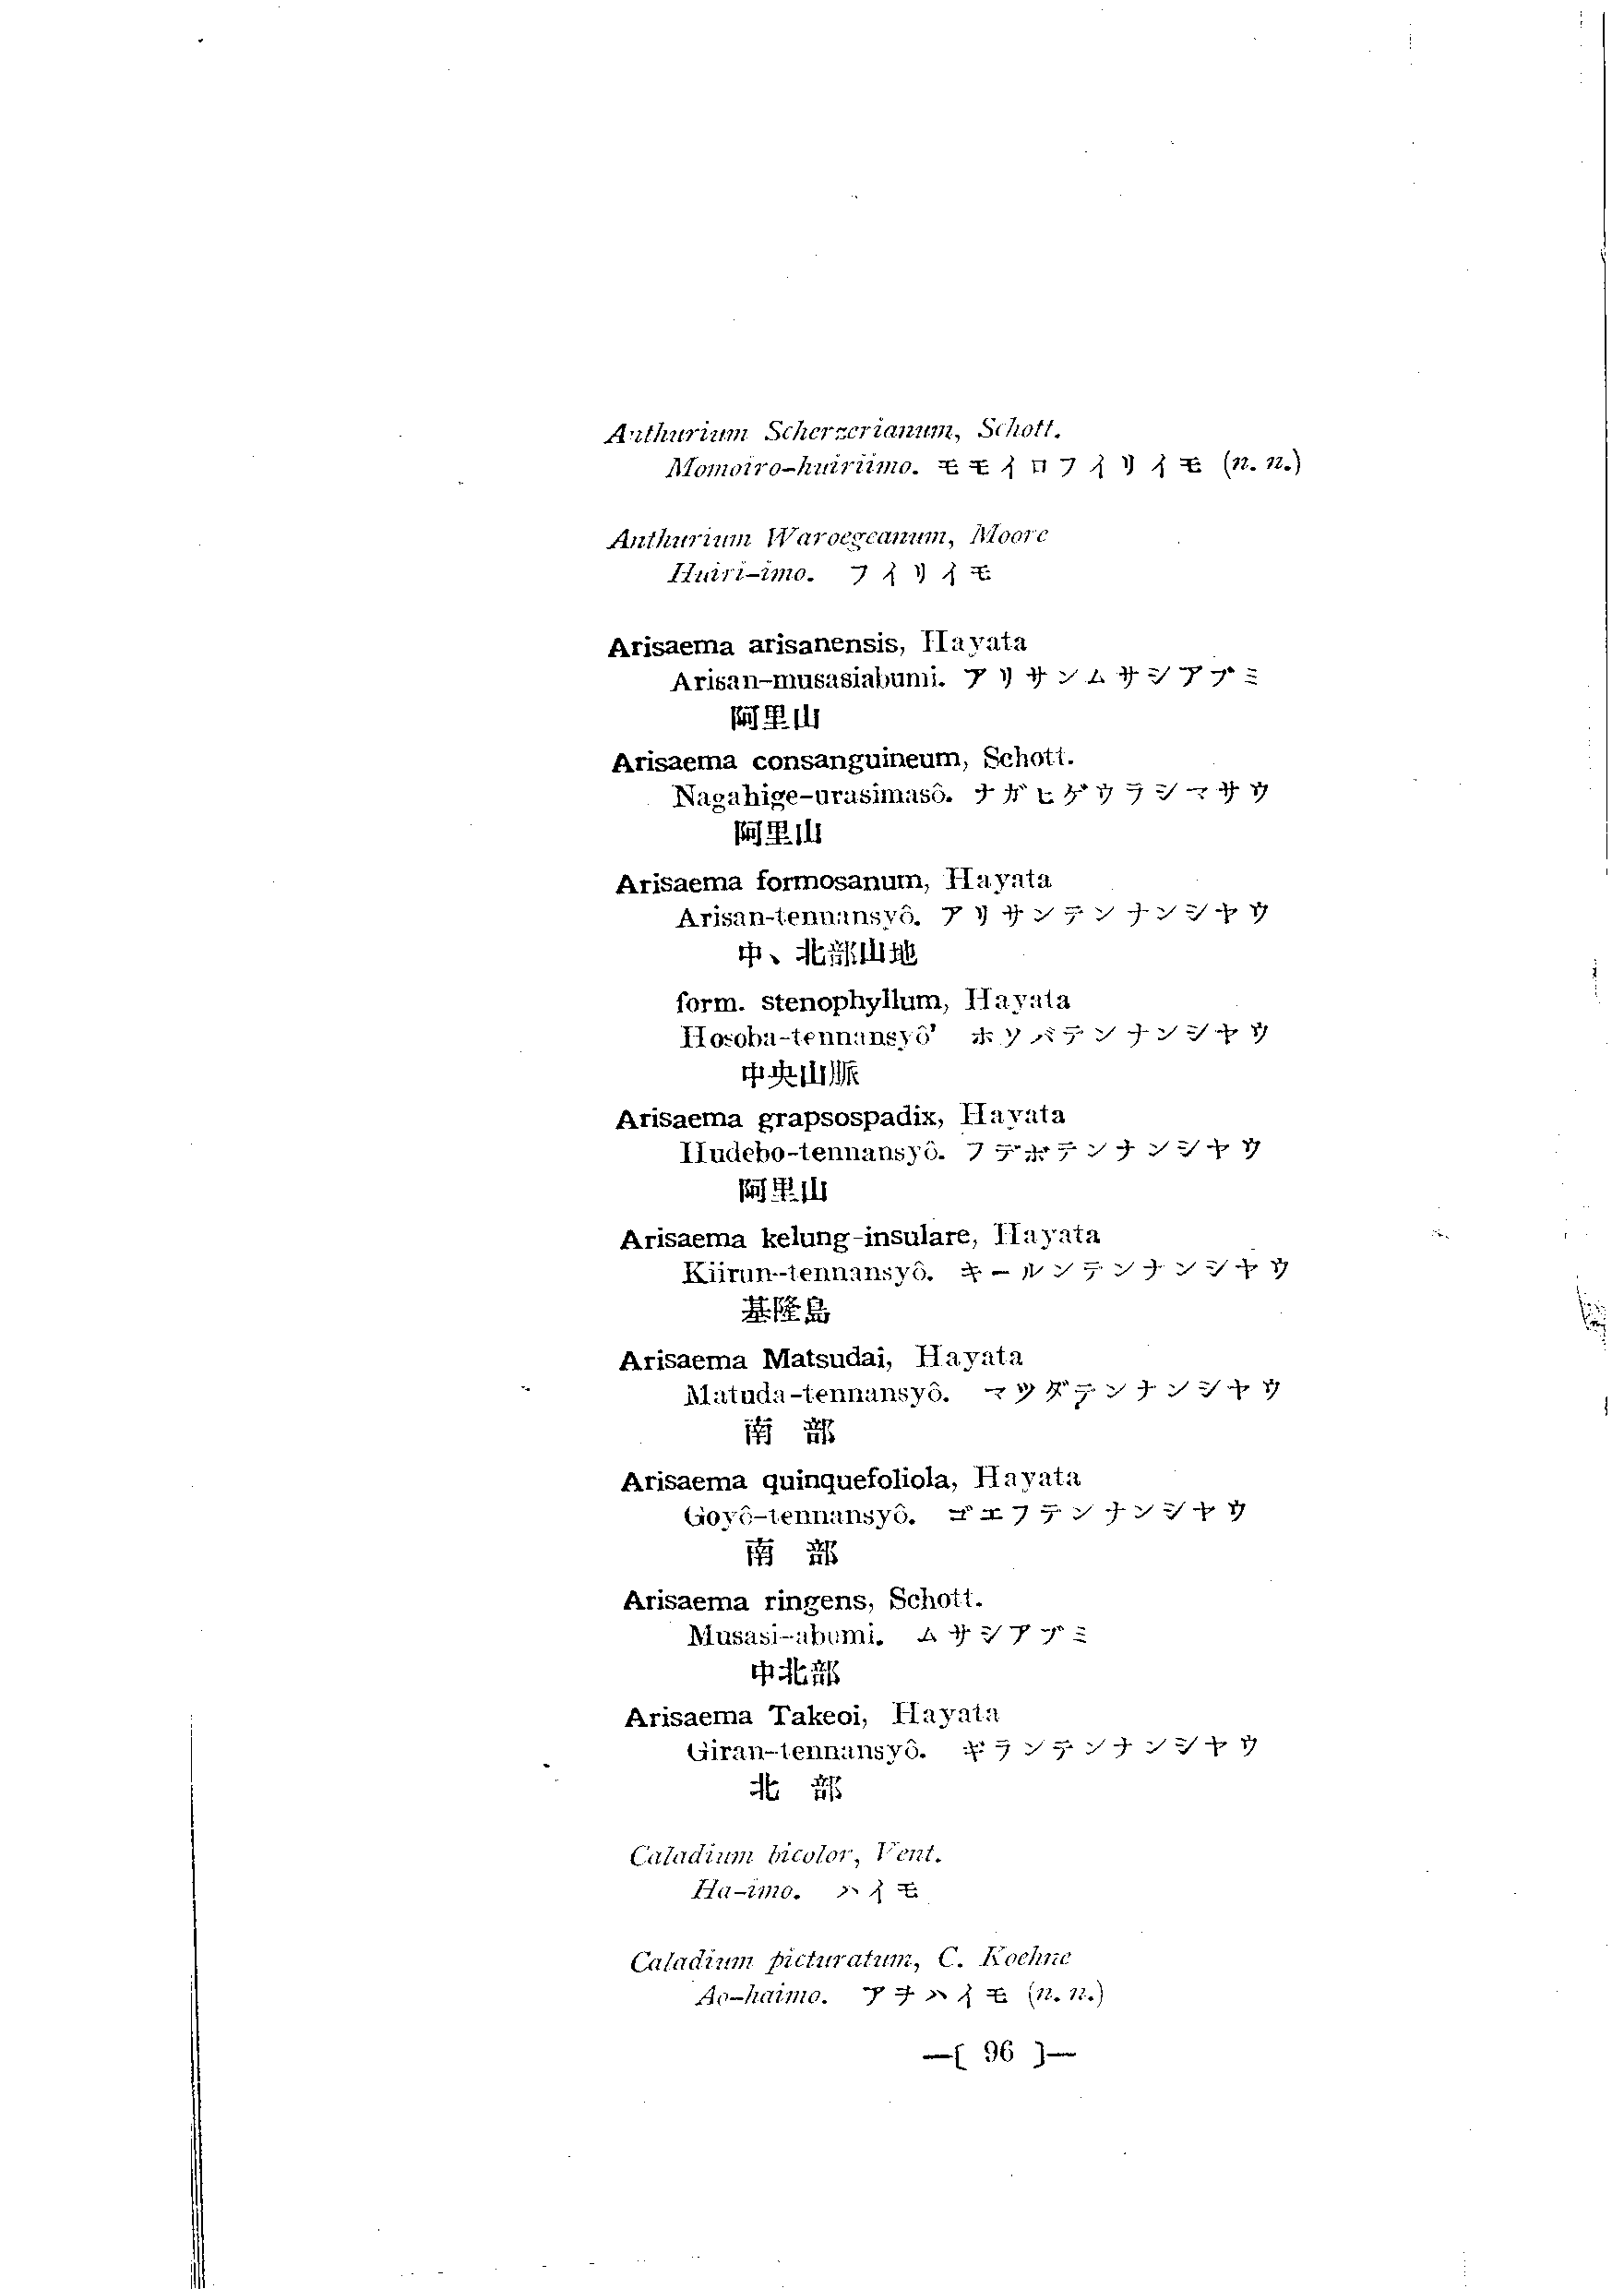 Anthurium Scherzerianum, Schott.
Momoiro-huiriimo. モモイロフイリイモ (n. n.)
Anthurium Waroegeanum, Moore
Huiri-imo. フイリイモ
Arisaema arisanensis, Hayata
Arisan-musasiabumi. アリサンムサシアブミ
阿里山
Arisaema consanguineum, Schott.
Nagahige-urasimasô. ナガヒゲウラシマサウ
阿里山
Arisaema formosanum, Hayata
Arisan-tennansyô. アリサンテンナンシヤウ
中、北部山地
form. stenophyllum, Hayata
Hosoba-tennansyô' ホソバテンナンシヤウ
中央山脈
Arisaema grapsospadix, Hayata
Hudebo-tennansyô. フデボテンナンシヤウ
阿里山
Arisaema kelung-insulare, Hayata
Kiirun-tennansyô. キールンテンナンシヤウ
基隆島
Arisaema Matsudai, Hayata
Matuda-tennansyô. マツダテンナンシヤウ
南 部
Arisaema quinquefoliola, Hayata
Goyô-tennansyô. ゴエフテンナンシヤウ
南 部
Arisaema ringens, Schott.
Musasi-abumi. ムサシアブミ
中北部
Arisaema Takeoi, Hayata
Giran-tennansyô. ギランテンナンシヤウ
北 部
Caladium bicolor, Vent.
Ha-imo. ハイモ
Caladium picturatum, C. Koehne
Ao-haimo. アヲハイモ (n. n.)
—[ 96 ]—